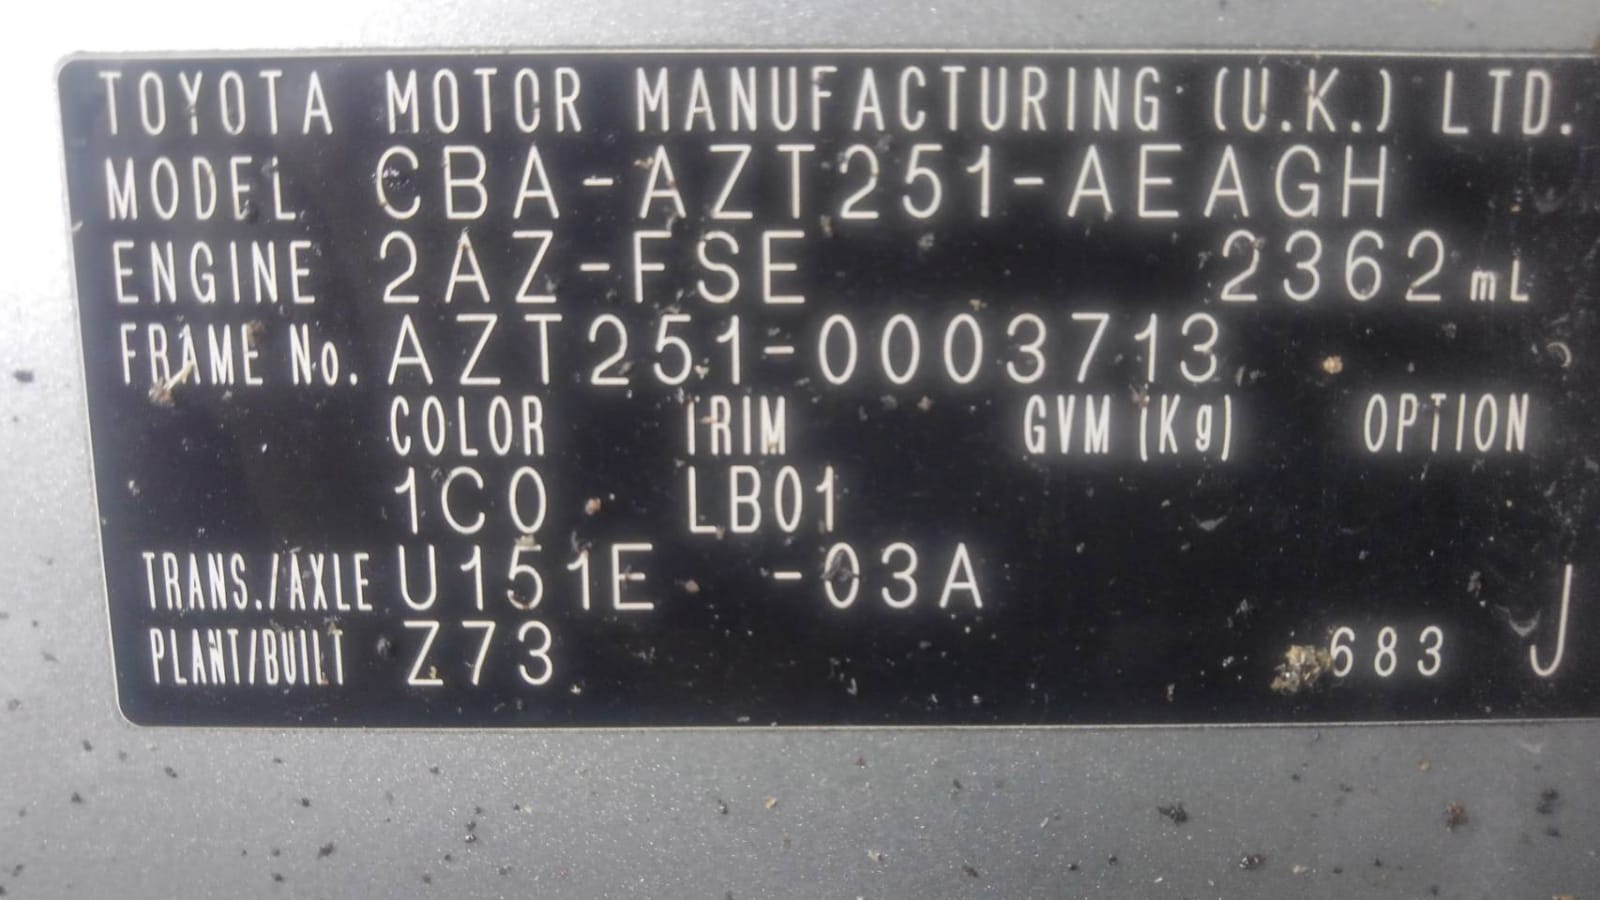 TOYOTA MOTOR MANUFACTURING (U.K.) LTD.
MODEL CBA-AZT251-AEAGH
ENGINE 2AZ-FSE 2362mL
FRAME No. AZT251-0003713
COLOR TRIM GVM (Kg) OPTION
1C0 LB01
TRANS./AXLE U151E -03A
PLANT/BUILT Z73 683 J